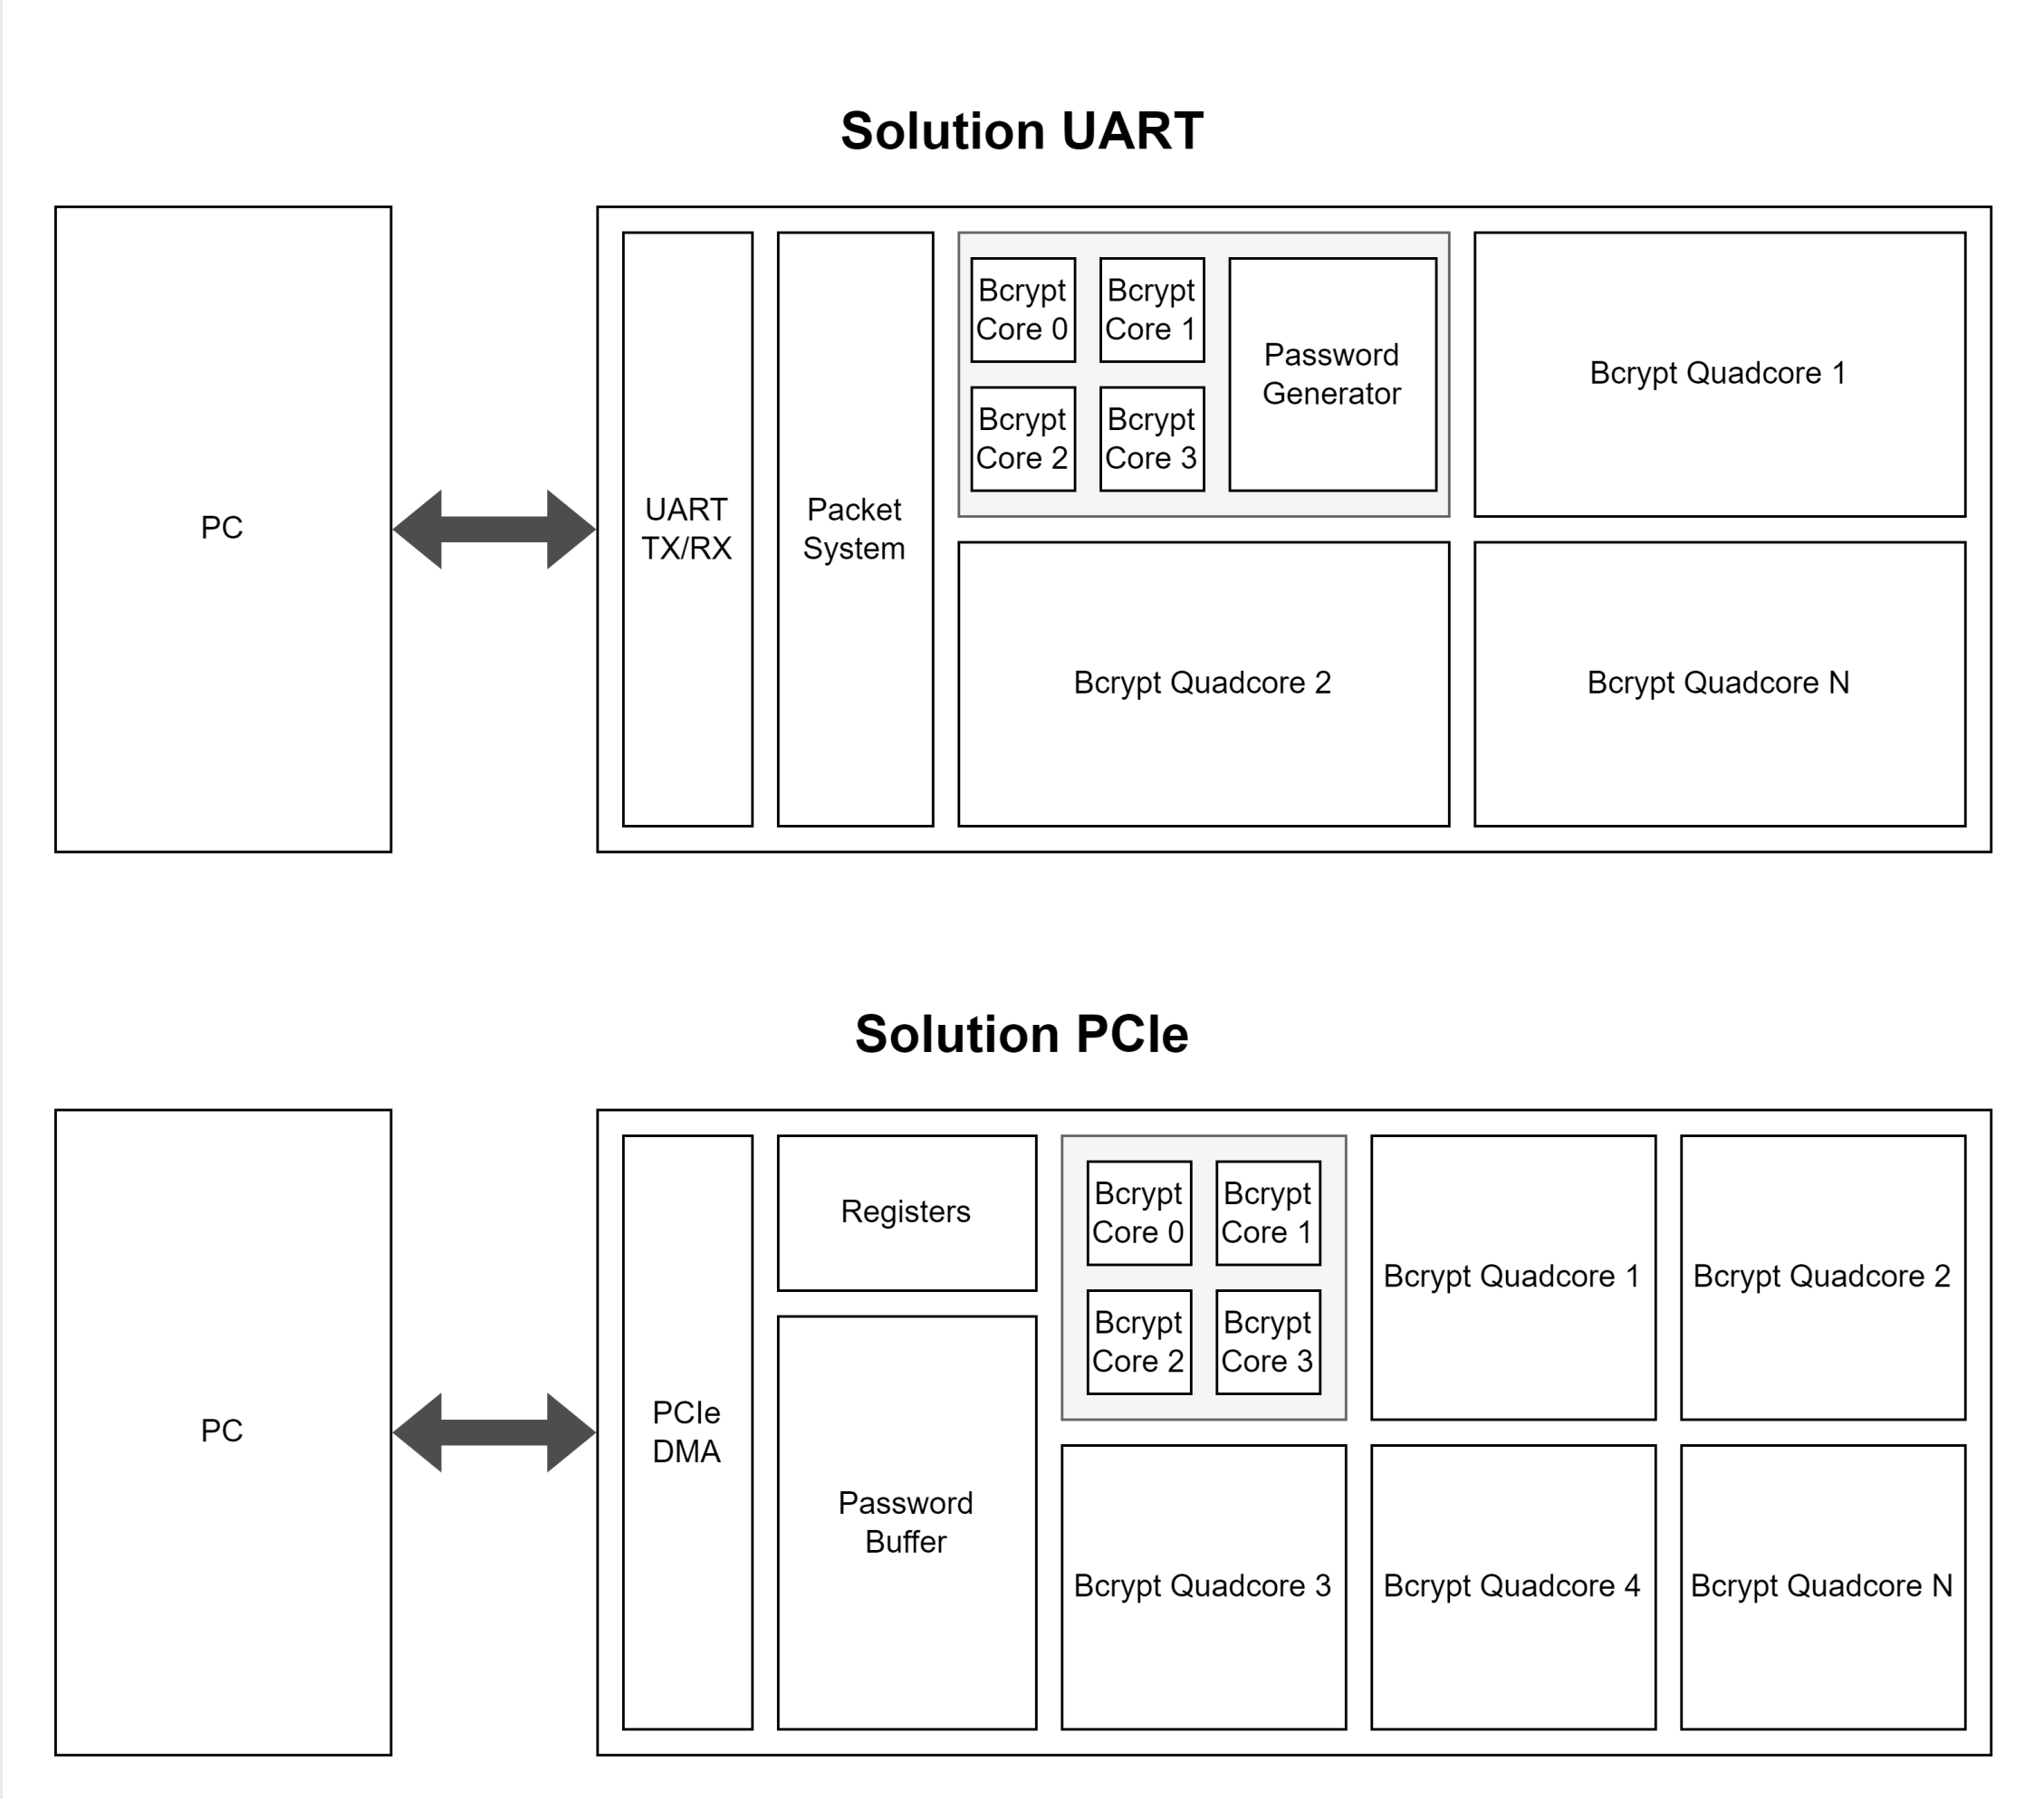 Solution UART
PC
UART
TX/RX
Packet
System
Bcrypt
Core 0
Bcrypt
Core 1
Bcrypt
Core 2
Bcrypt
Core 3
Password
Generator
Bcrypt Quadcore 1
Bcrypt Quadcore 2
Bcrypt Quadcore N
Solution PCIe
PC
PCIe
DMA
Registers
Password
Buffer
Bcrypt
Core 0
Bcrypt
Core 1
Bcrypt
Core 2
Bcrypt
Core 3
Bcrypt Quadcore 1
Bcrypt Quadcore 2
Bcrypt Quadcore 3
Bcrypt Quadcore 4
Bcrypt Quadcore N